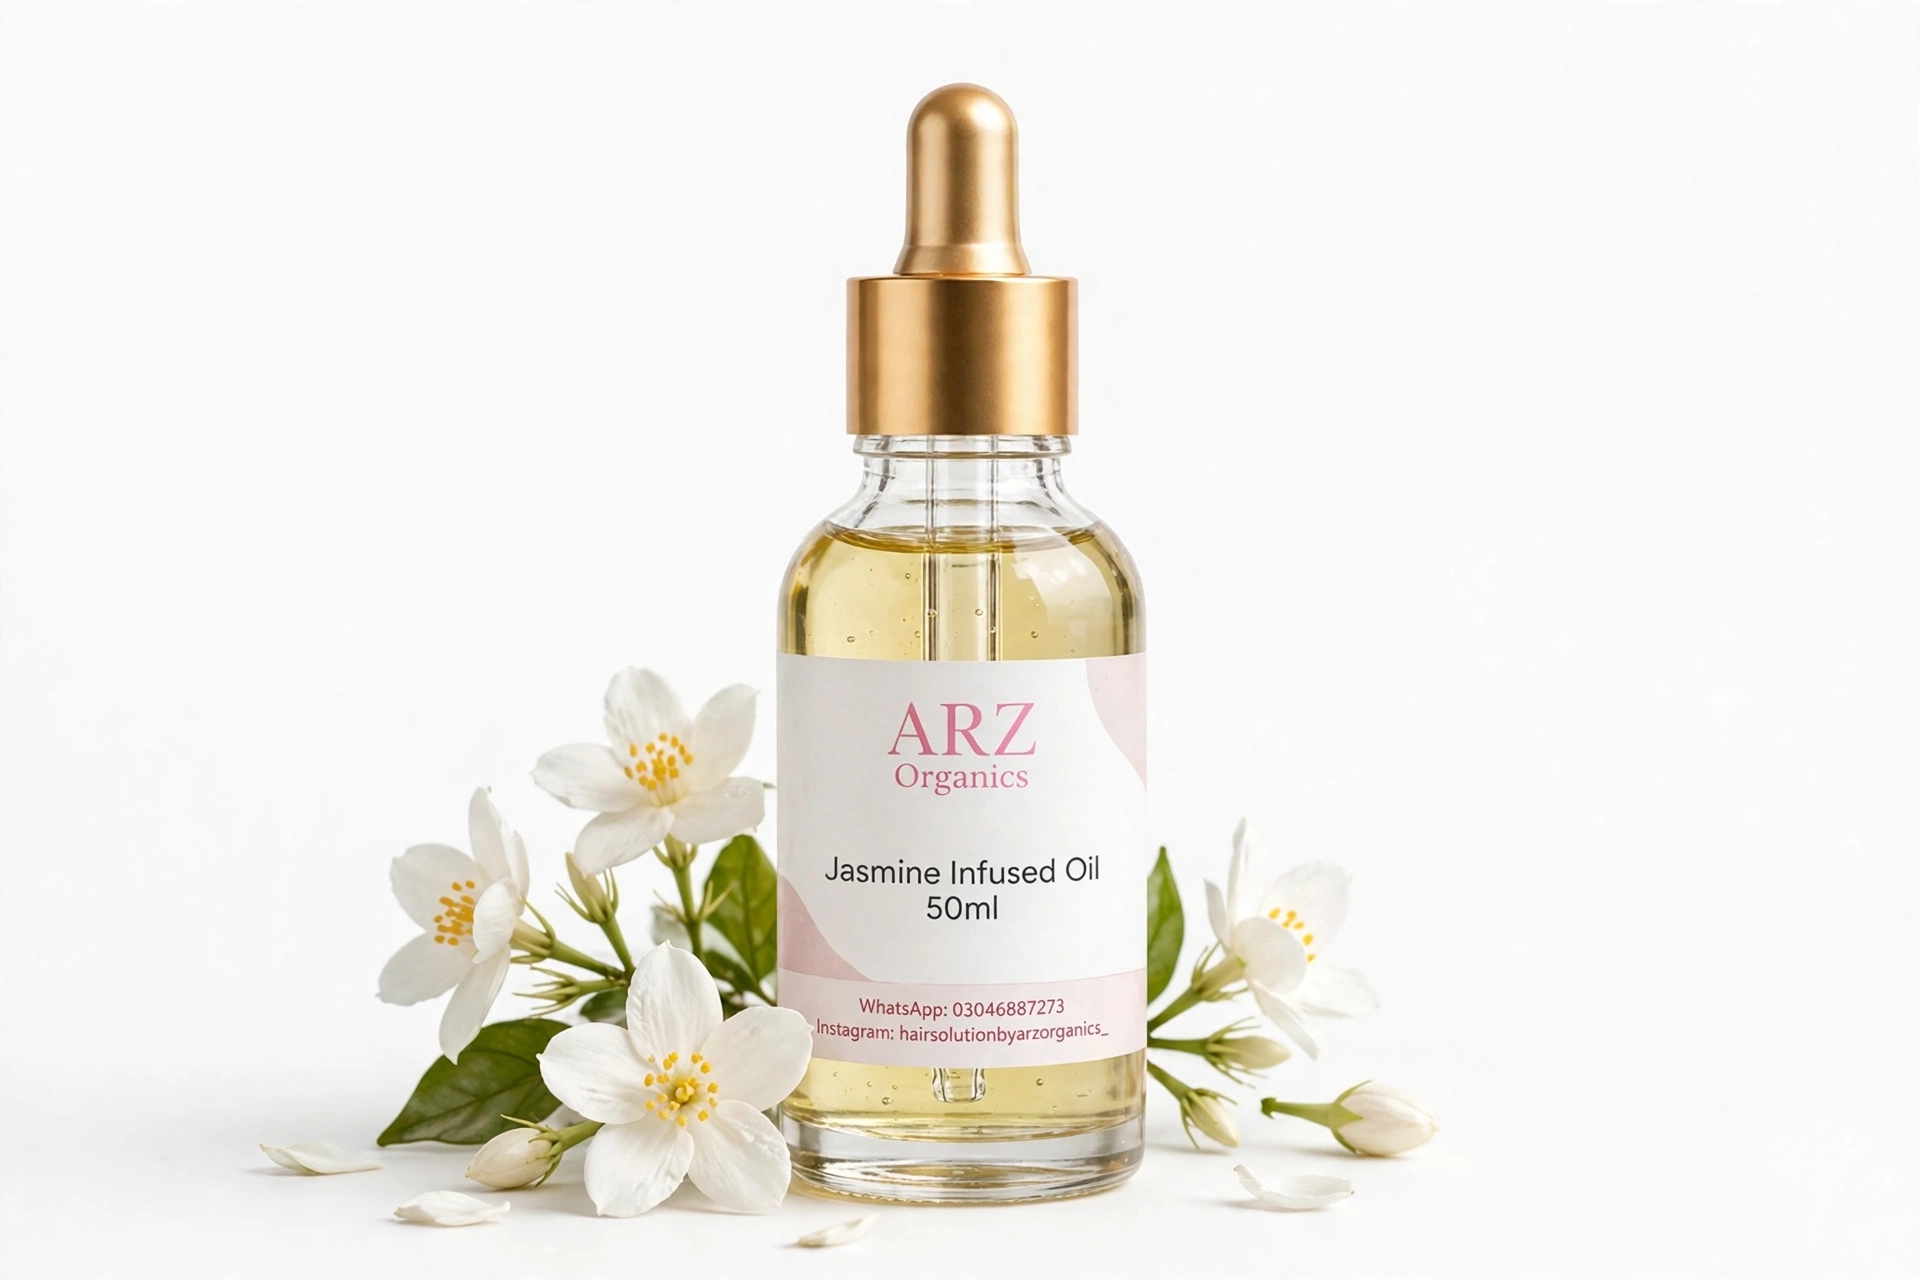 ARZ
Organics
Jasmine Infused Oil
50ml
WhatsApp: 03046887273
Instagram: hairsolutionbyarzorganics_